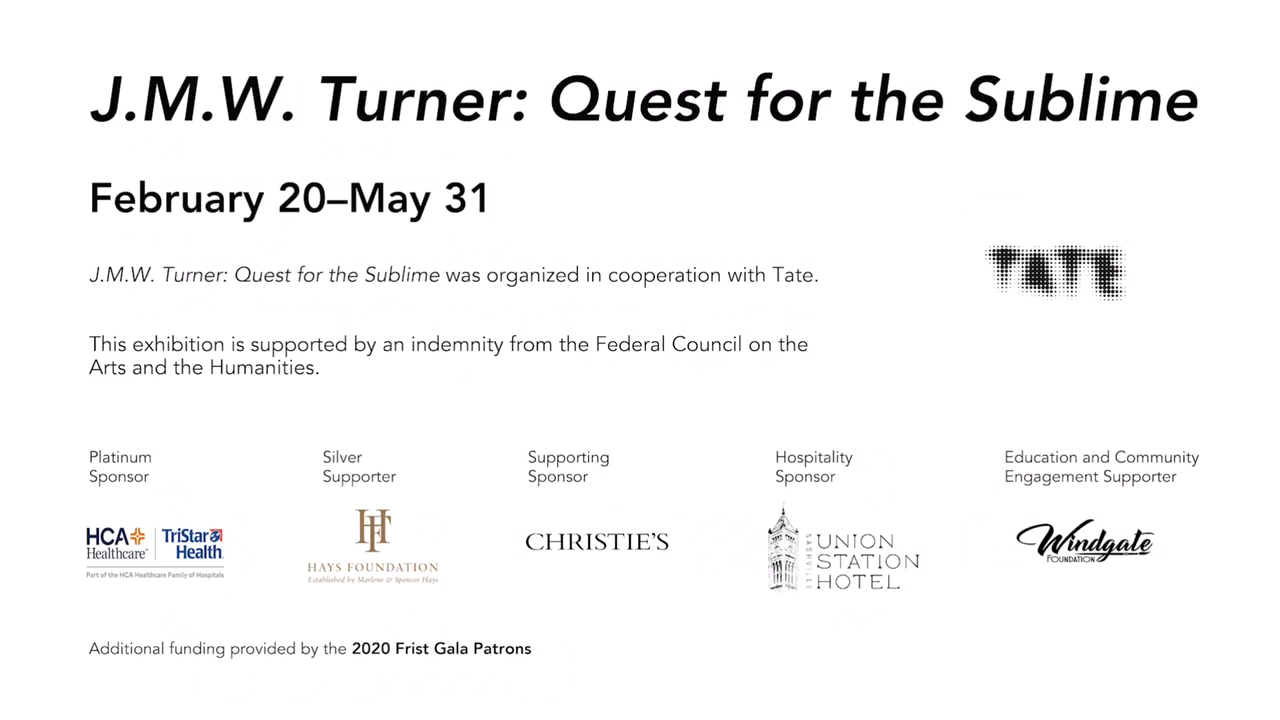 J.M.W. Turner: Quest for the Sublime
February 20–May 31
J.M.W. Turner: Quest for the Sublime was organized in cooperation with Tate.
TATE
This exhibition is supported by an indemnity from the Federal Council on the
Arts and the Humanities.
Platinum
Sponsor
HCA
Healthcare™
TriStar
Health
Part of the HCA Healthcare Family of Hospitals
Silver
Supporter
HF
HAYS FOUNDATION
Established by Marlene & Spencer Hays
Supporting
Sponsor
CHRISTIE'S
Hospitality
Sponsor
NASHVILLE
UNION
STATION
HOTEL
Education and Community
Engagement Supporter
Windgate
FOUNDATION
Additional funding provided by the 2020 Frist Gala Patrons